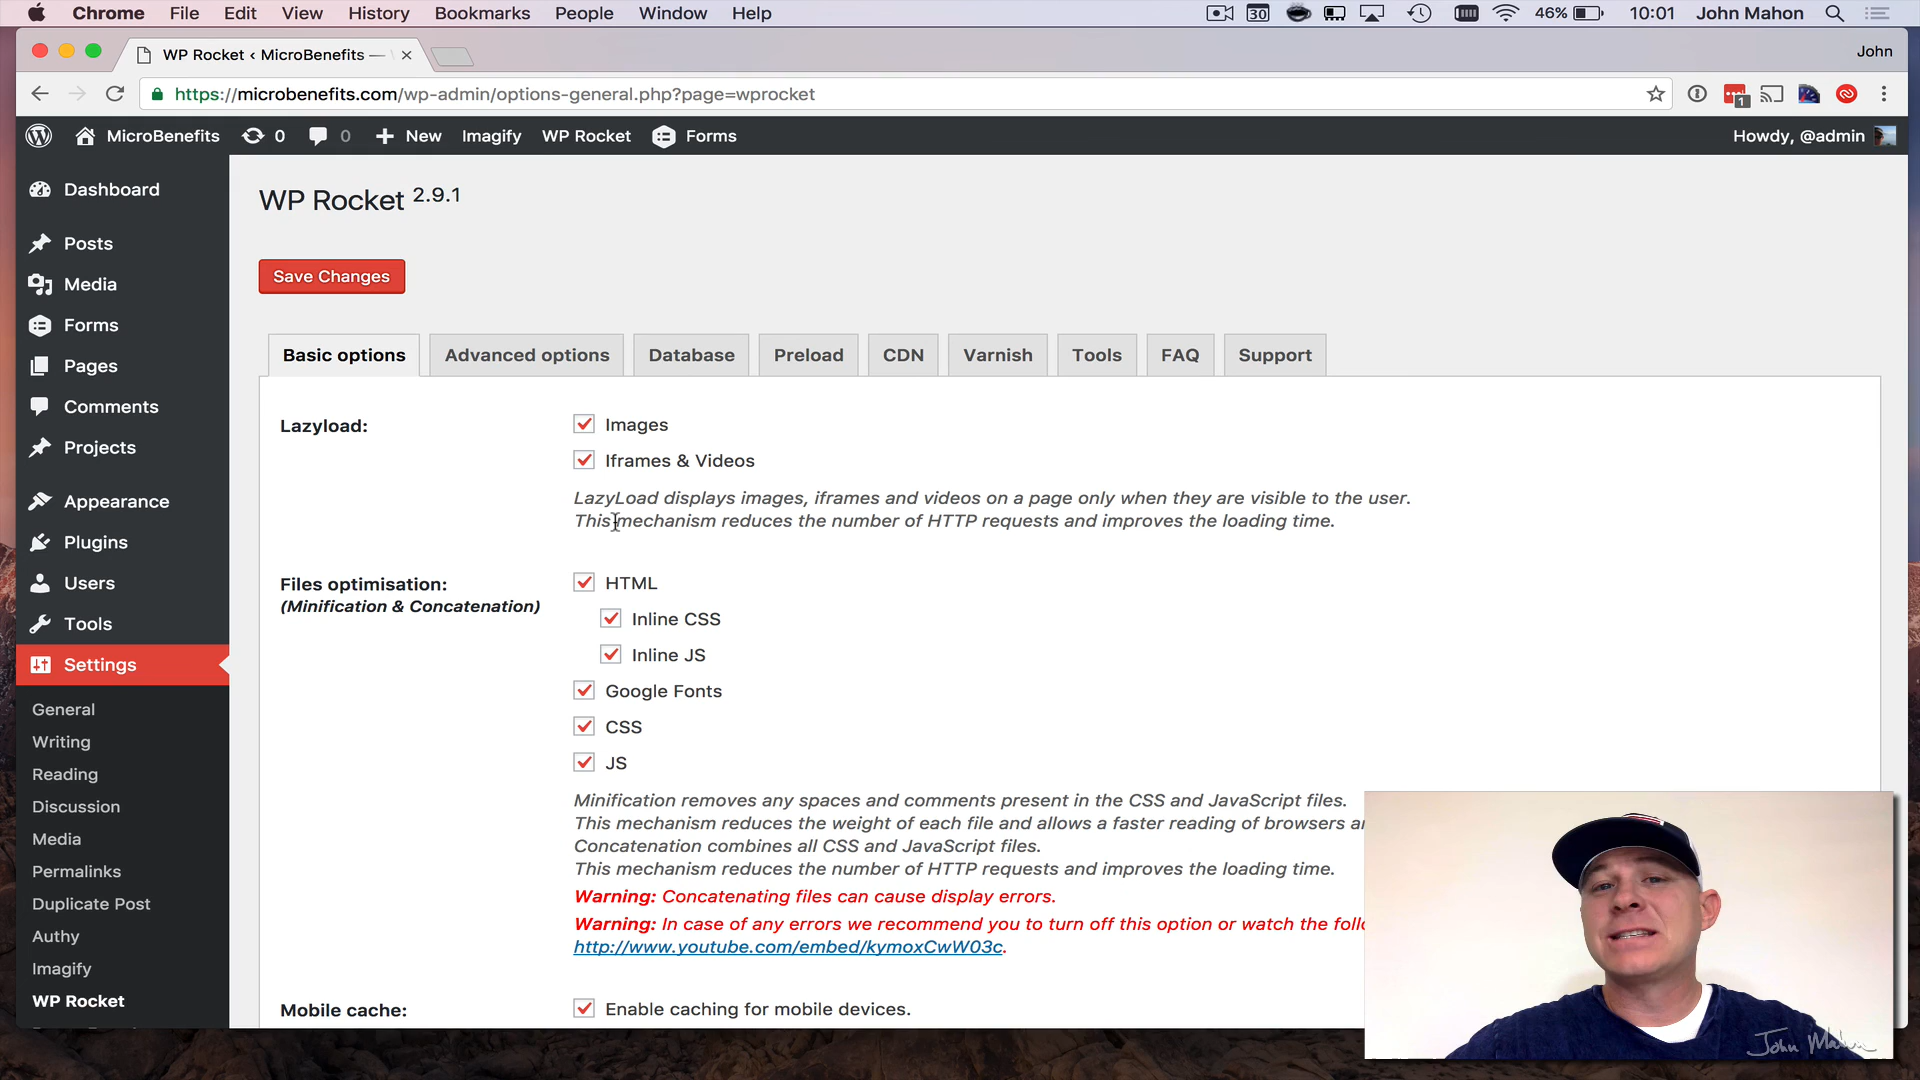 Chrome File Edit View History Bookmarks People Window Help 30 46% 10:01 John Mahon
WP Rocket ‹ MicroBenefits — John
https://microbenefits.com/wp-admin/options-general.php?page=wprocket 1
MicroBenefits 0 0 New Imagify WP Rocket Forms Howdy, @admin
Dashboard
Posts
Media
Forms
Pages
Comments
Projects
Appearance
Plugins
Users
Tools
Settings
General
Writing
Reading
Discussion
Media
Permalinks
Duplicate Post
Authy
Imagify
WP Rocket
WP Rocket 2.9.1
Save Changes
Basic options Advanced options Database Preload CDN Varnish Tools FAQ Support
Lazyload: Images
Iframes & Videos
LazyLoad displays images, iframes and videos on a page only when they are visible to the user.
This mechanism reduces the number of HTTP requests and improves the loading time.
Files optimisation: HTML
(Minification & Concatenation)
Inline CSS
Inline JS
Google Fonts
CSS
JS
Minification removes any spaces and comments present in the CSS and JavaScript files.
This mechanism reduces the weight of each file and allows a faster reading of browsers
Concatenation combines all CSS and JavaScript files.
This mechanism reduces the number of HTTP requests and improves the loading time.
Warning: Concatenating files can cause display errors.
Warning: In case of any errors we recommend you to turn off this option or watch the
http://www.youtube.com/embed/kymoxCwW03c.
Mobile cache: Enable caching for mobile devices.
John Mahon